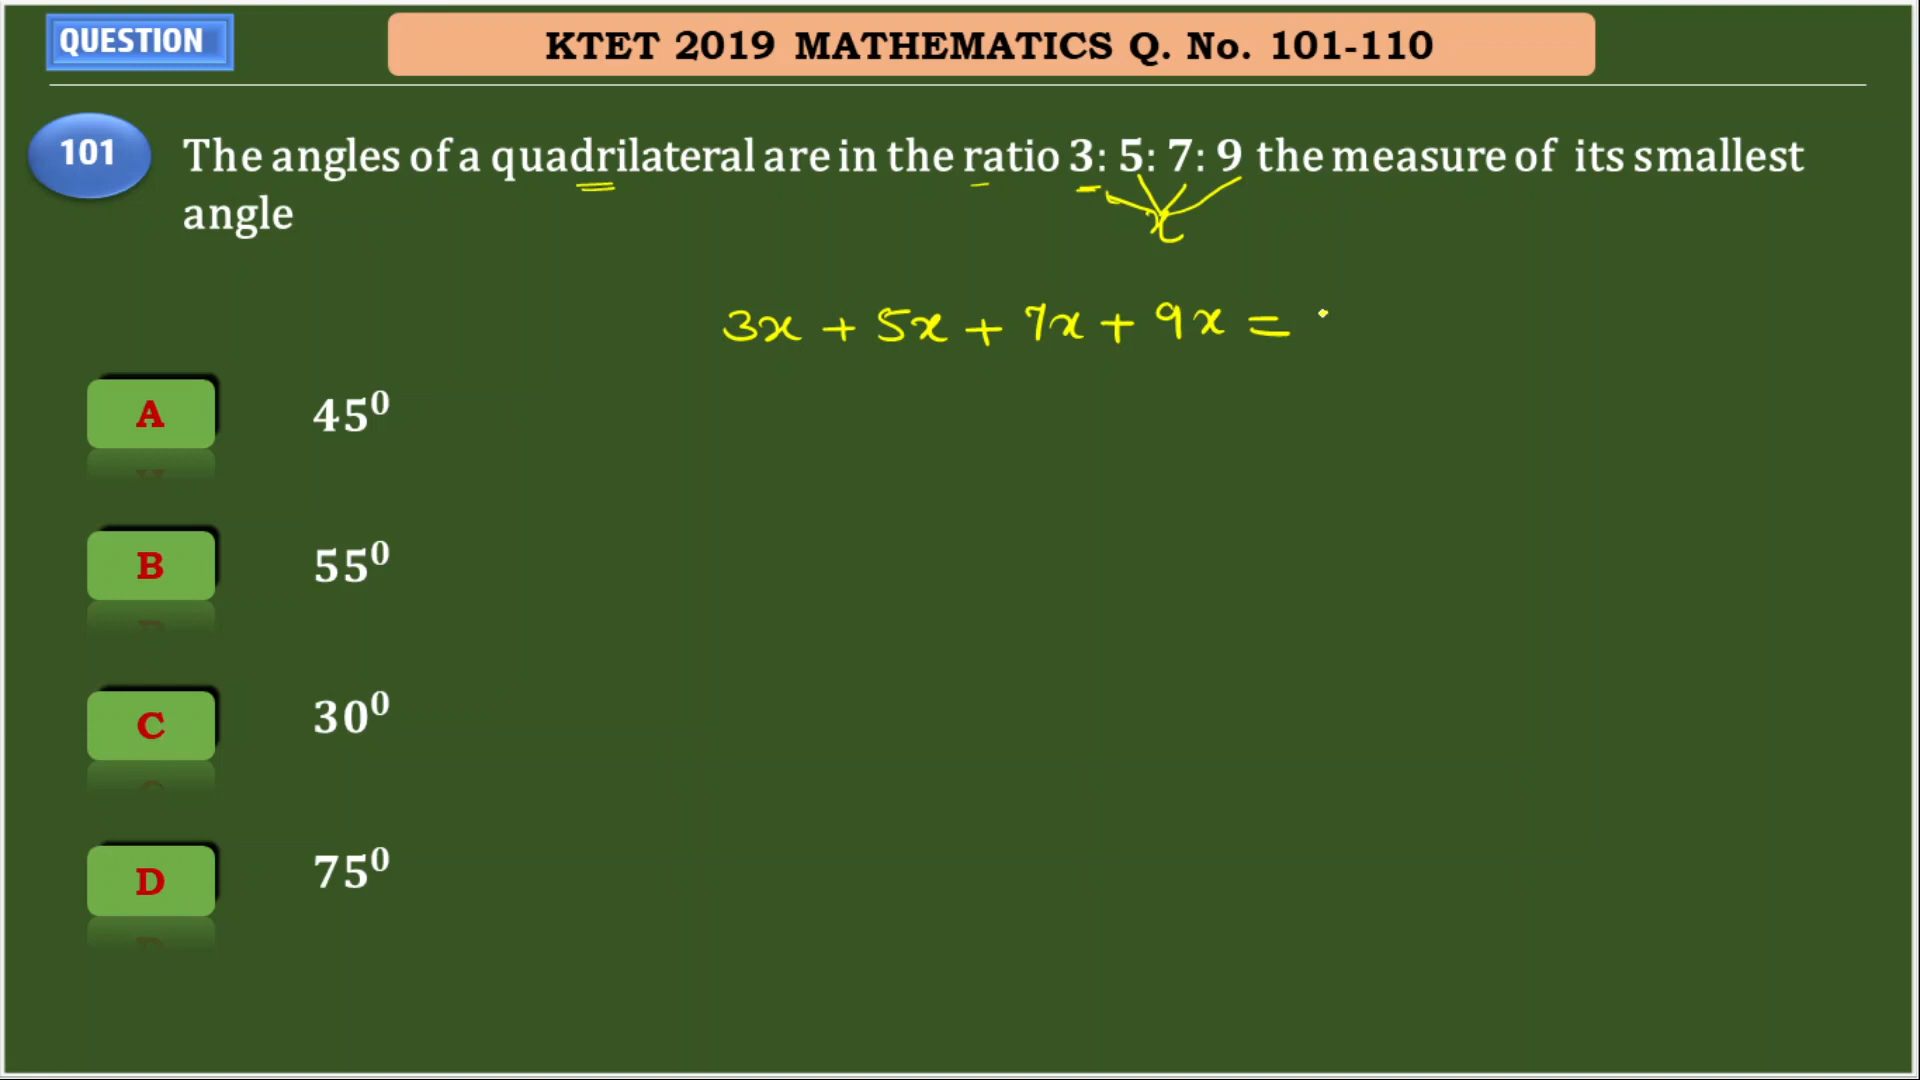 QUESTION
KTET 2019 MATHEMATICS Q. No. 101-110
101
The angles of a quadrilateral are in the ratio 3: 5: 7: 9 the measure of its smallest
angle
x
3x + 5x + 7x + 9x =
A 45⁰
B 55⁰
C 30⁰
D 75⁰